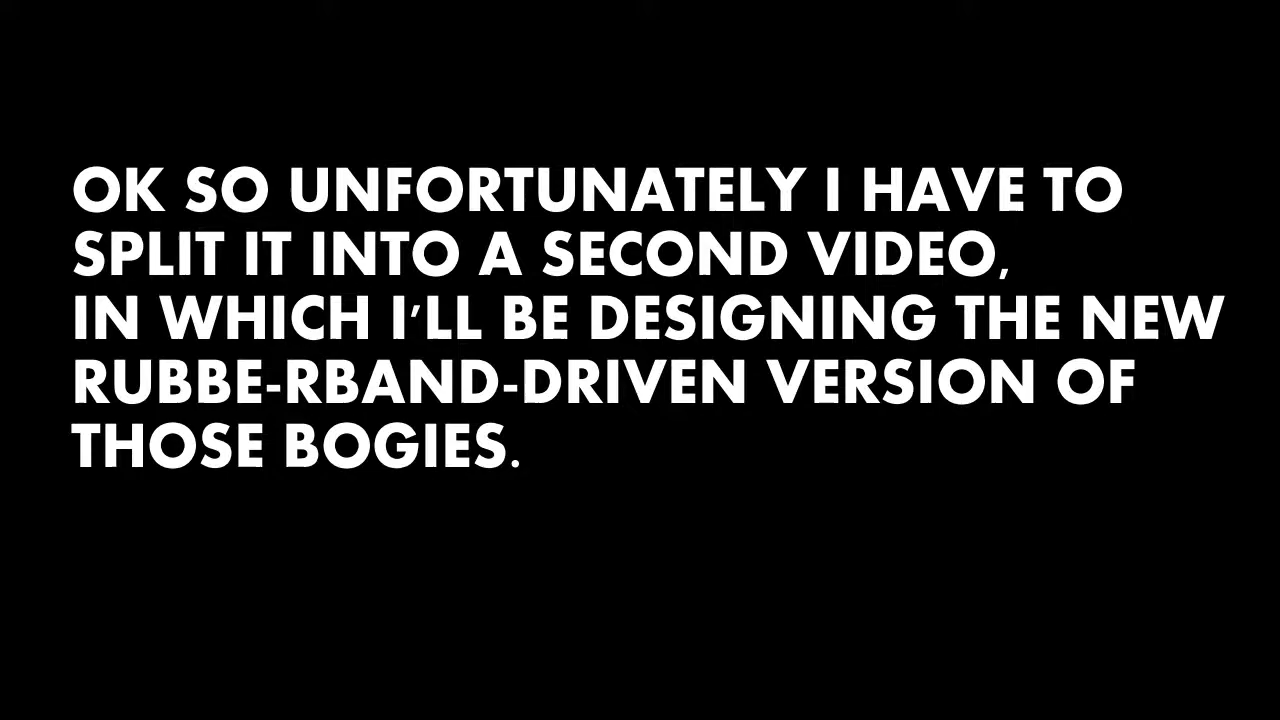 OK SO UNFORTUNATELY I HAVE TO
SPLIT IT INTO A SECOND VIDEO,
IN WHICH I'LL BE DESIGNING THE NEW
RUBBE-RBAND-DRIVEN VERSION OF
THOSE BOGIES.